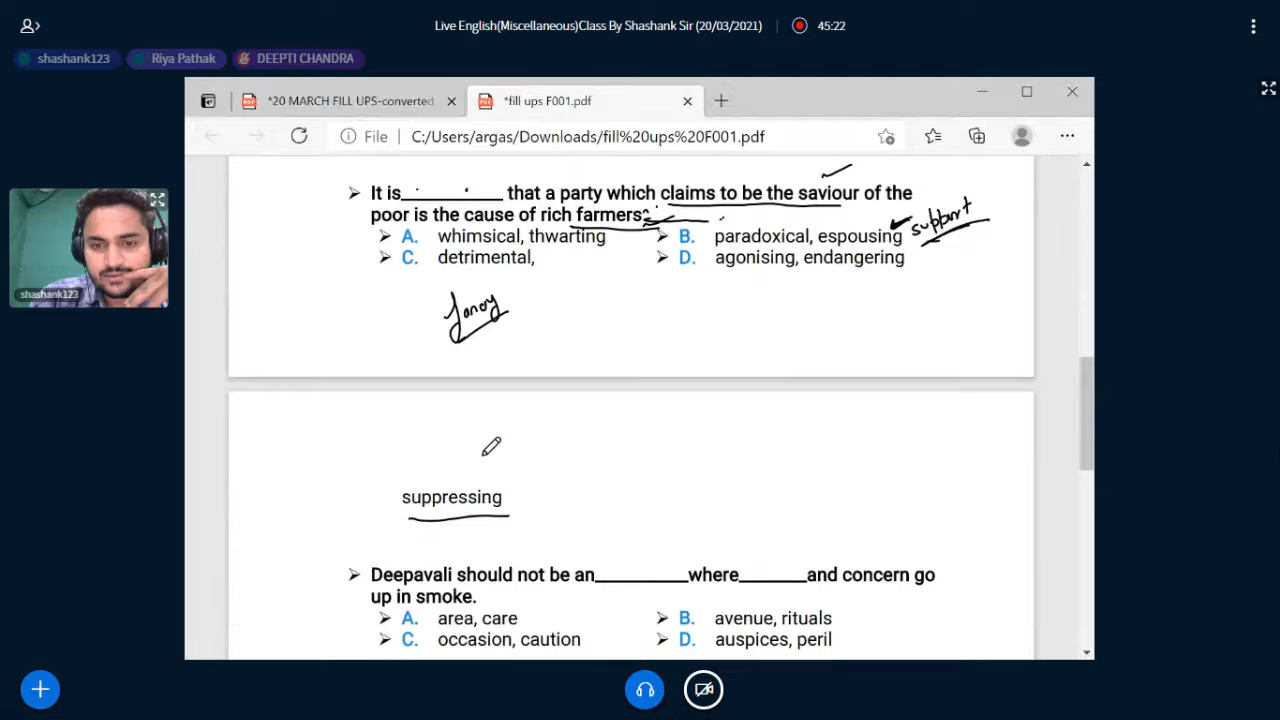 Live English(Miscellaneous)Class By Shashank Sir (20/03/2021)
45:22
shashank123
Riya Pathak
DEEPTI CHANDRA
*20 MARCH FILL UPS-converted
*fill ups F001.pdf
File
C:/Users/argas/Downloads/fill%20ups%20F001.pdf
It is__________ that a party which claims to be the saviour of the
poor is the cause of rich farmers.
support
A. whimsical, thwarting
B. paradoxical, espousing
C. detrimental,
D. agonising, endangering
shashank123
suppressing
Deepavali should not be an__________where_______and concern go
up in smoke.
A. area, care
B. avenue, rituals
C. occasion, caution
D. auspices, peril